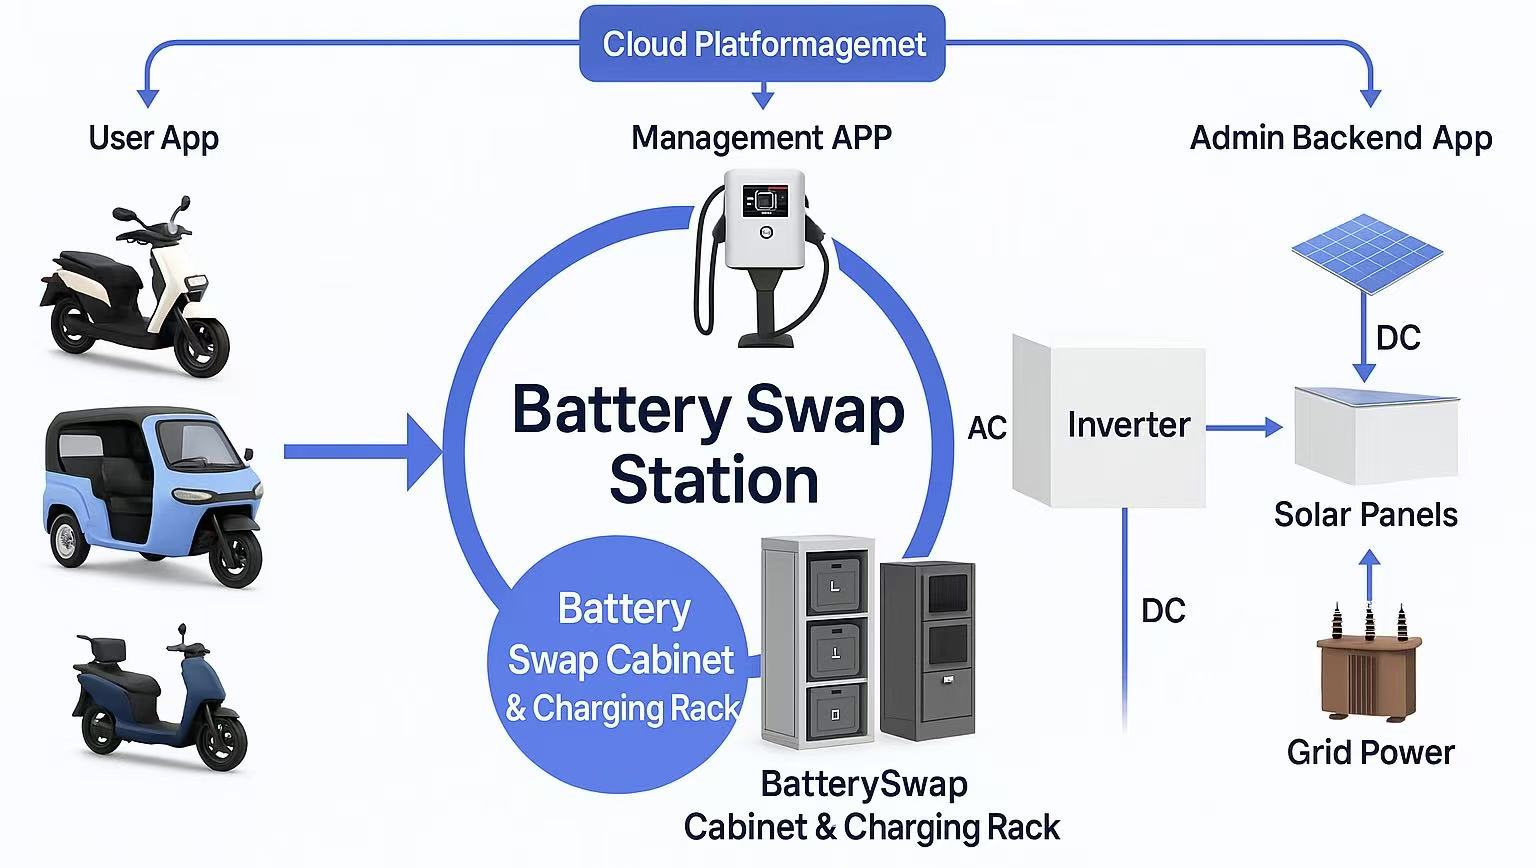 Cloud Platformagemet
User App
Management APP
Admin Backend App
Battery Swap
Station
AC
Inverter
DC
Solar Panels
DC
Grid Power
Battery
Swap Cabinet
& Charging Rack
BatterySwap
Cabinet & Charging Rack